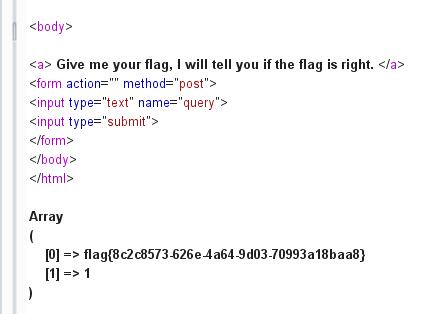 <body>
<a> Give me your flag, I will tell you if the flag is right. </a>
<form action="" method="post">
<input type="text" name="query">
<input type="submit">
</form>
</body>
</html>
Array
(
[0] => flag{8c2c8573-626e-4a64-9d03-70993a18baa8}
[1] => 1
)